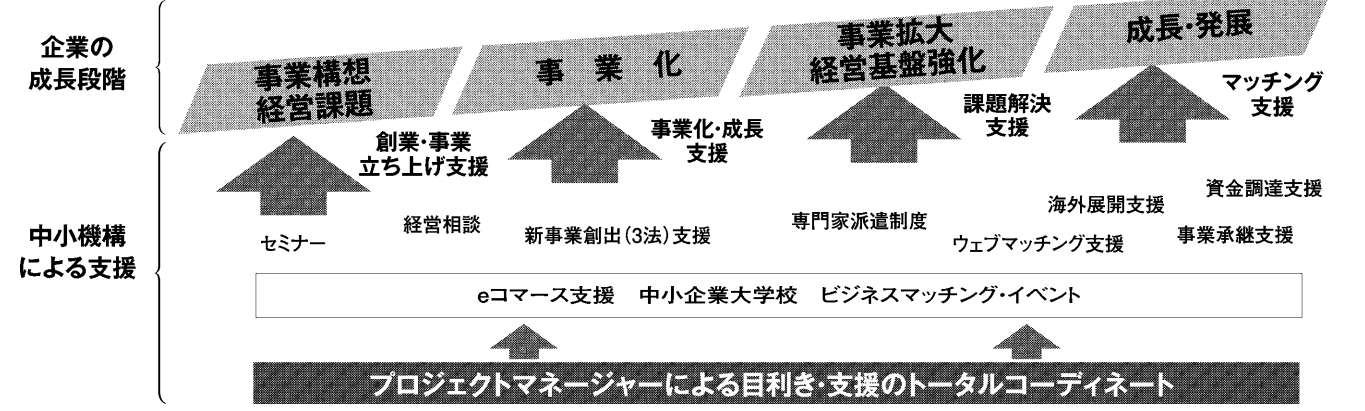 企業の
成長段階
事業構想
経営課題
事業化
事業拡大
経営基盤強化
成長・発展
創業・事業
立ち上げ支援
事業化・成長
支援
課題解決
支援
マッチング
支援
中小機構
による支援
セミナー
経営相談
新事業創出(3法)支援
専門家派遣制度
ウェブマッチング支援
海外展開支援
事業承継支援
資金調達支援
eコマース支援 中小企業大学校 ビジネスマッチング・イベント
プロジェクトマネージャーによる目利き・支援のトータルコーディネート